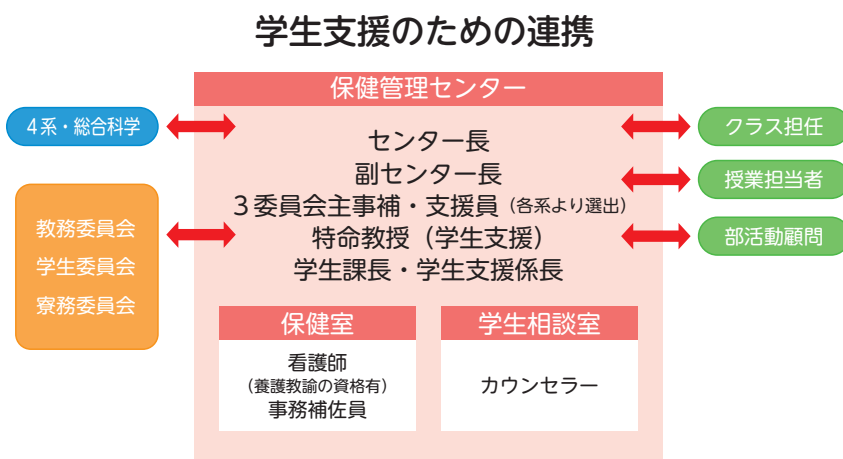 学生支援のための連携
保健管理センター
4系・総合科学
教務委員会
学生委員会
寮務委員会
センター長
副センター長
3委員会主事補・支援員（各系より選出）
特命教授（学生支援）
学生課長・学生支援係長
保健室
看護師
（養護教諭の資格有）
事務補佐員
学生相談室
カウンセラー
クラス担任
授業担当者
部活動顧問